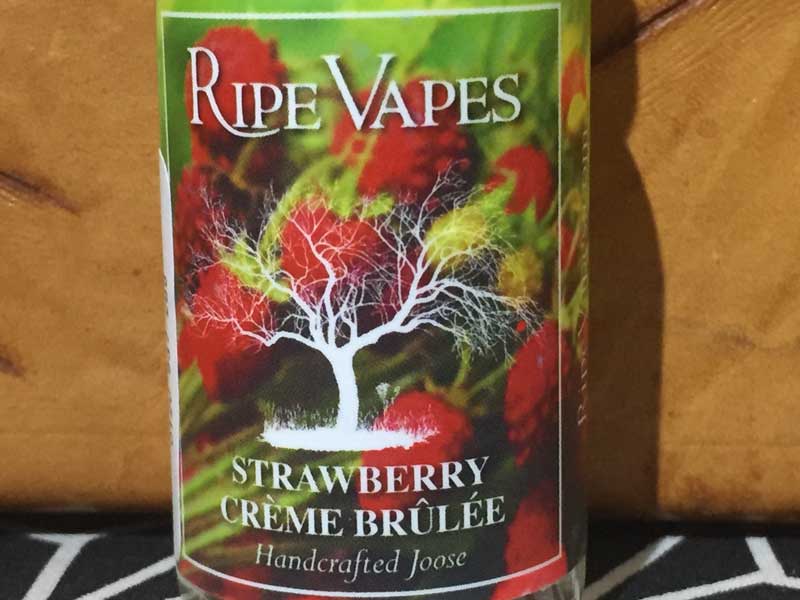 RIPE VAPES
STRAWBERRY
CRÈME BRÛLÉE
Handcrafted Joose